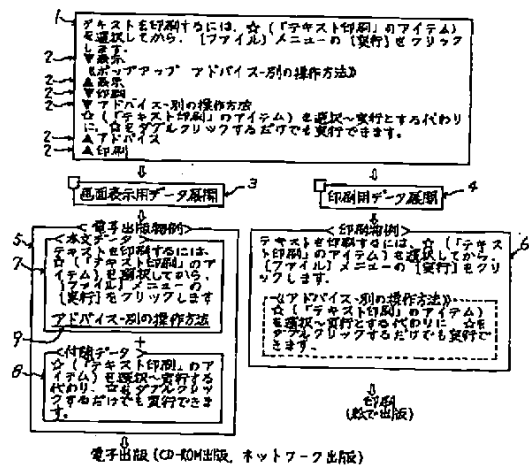 1
テキストを印刷するには、☆(「テキスト印刷」のアイテム)
を選択してから、[ファイル]メニューの[実行]をクリック
します。
2 ▼表示
《ポップアップ アドバイス-別の操作方法》
2 ▲表示
2 ▼印刷
2 ▼アドバイス-別の操作方法
☆(「テキスト印刷」のアイテム)を選択~実行とする代わり
に、☆をダブルクリックするだけでも実行できます。
2 ▲アドバイス
2 ▲印刷
画面表示用データ展開 3
印刷用データ展開 4
5 <電子出版物例>
7 <本文データ>
テキストを印刷するには、
☆(「テキスト印刷」のア
イテム)を選択してから、
[ファイル]メニューの
[実行]をクリックします
アドバイス-別の操作方法
9
+
8 <付随データ>
☆(「テキスト印刷」のア
イテム)を選択~実行する
代わり、☆をダブルクリッ
クするだけでも実行できま
す。
電子出版(CD-ROM出版、ネットワーク出版)
<印刷物例> 6
テキストを印刷するには、☆(「テキス
ト印刷」のアイテム)を選択してから、
[ファイル]メニューの[実行]をクリ
ックします。
《アドバイス-別の操作方法》
☆(「テキスト印刷」のアイテム)
を選択~実行とする代わりに ☆をダ
ブルクリックするだけでも実行で
きます。
印刷
出版)